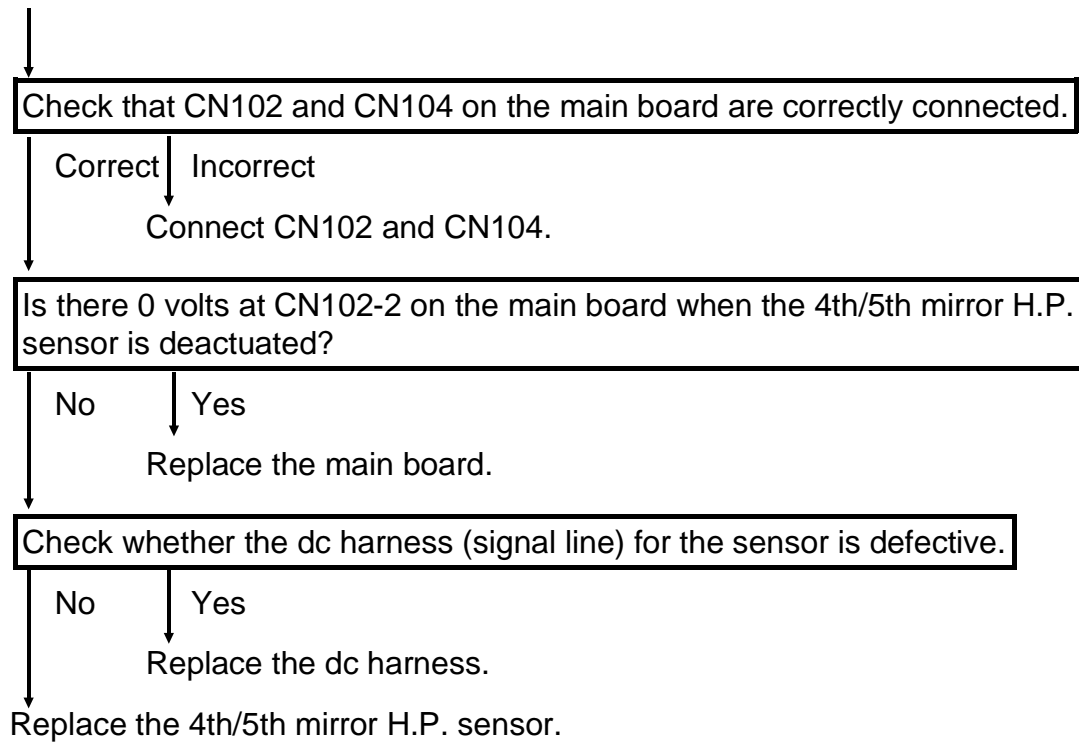 Check that CN102 and CN104 on the main board are correctly connected.
Correct Incorrect
Connect CN102 and CN104.
Is there 0 volts at CN102-2 on the main board when the 4th/5th mirror H.P.
sensor is deactuated?
No Yes
Replace the main board.
Check whether the dc harness (signal line) for the sensor is defective.
No Yes
Replace the dc harness.
Replace the 4th/5th mirror H.P. sensor.